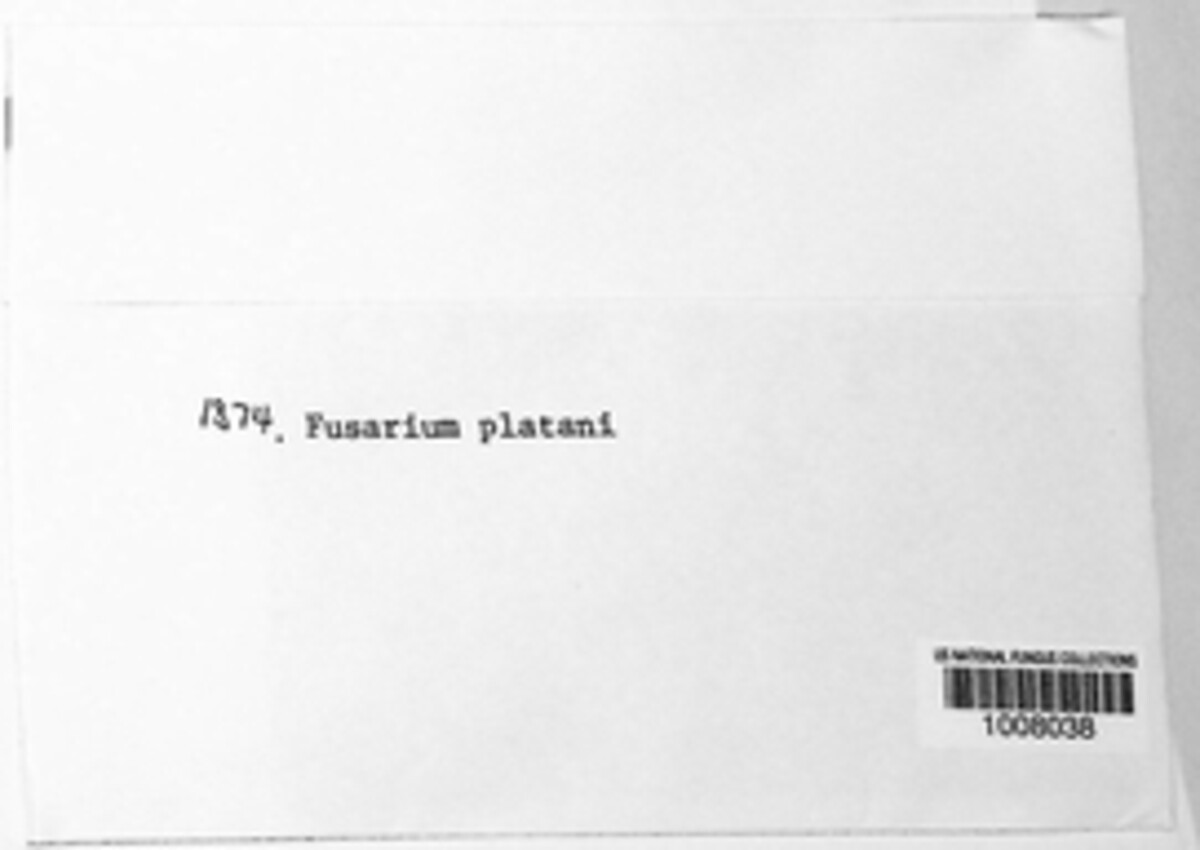 1374. Fusarium platani
US NATIONAL FUNGUS COLLECTIONS
1008038